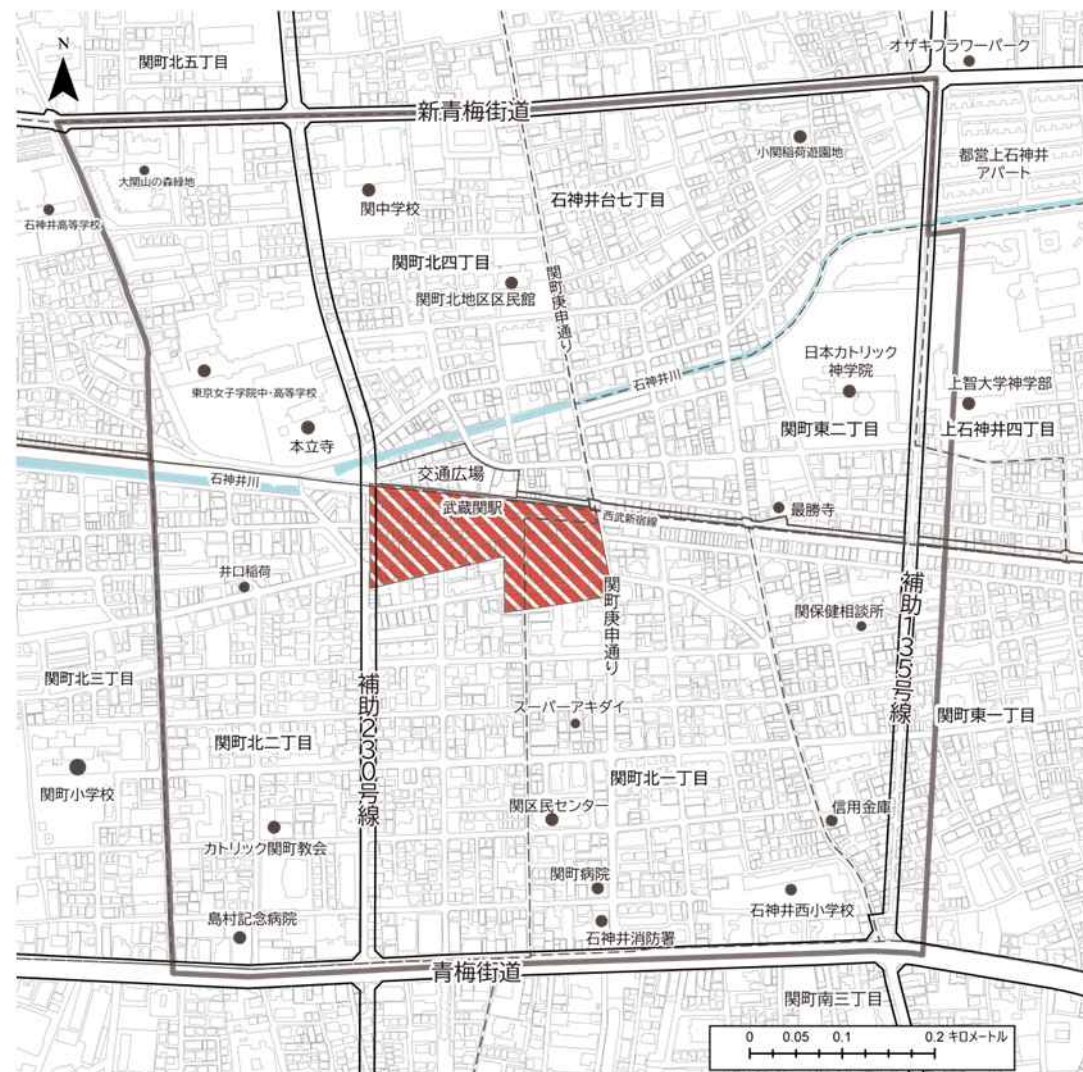 N
関町北五丁目
オザキフラワーパーク
新青梅街道
小関稲荷遊園地
都営上石神井
アパート
大関山の森緑地
関中学校
石神井台七丁目
石神井高等学校
関町北四丁目
関町北地区区民館
関町庚申通り
石神井川
日本カトリック
神学院
上智大学神学部
東京女子学院中・高等学校
本立寺
関町東二丁目
上石神井四丁目
交通広場
石神井川
武蔵関駅
西武新宿線
最勝寺
井口稲荷
関町庚申通り
関保健相談所
補助135号線
関町北三丁目
補助230号線
スーパーアキダイ
関町東一丁目
関町北二丁目
関町北一丁目
関町小学校
関区民センター
信用金庫
カトリック関町教会
関町病院
石神井西小学校
島村記念病院
石神井消防署
青梅街道
関町南三丁目
0 0.05 0.1 0.2 キロメートル